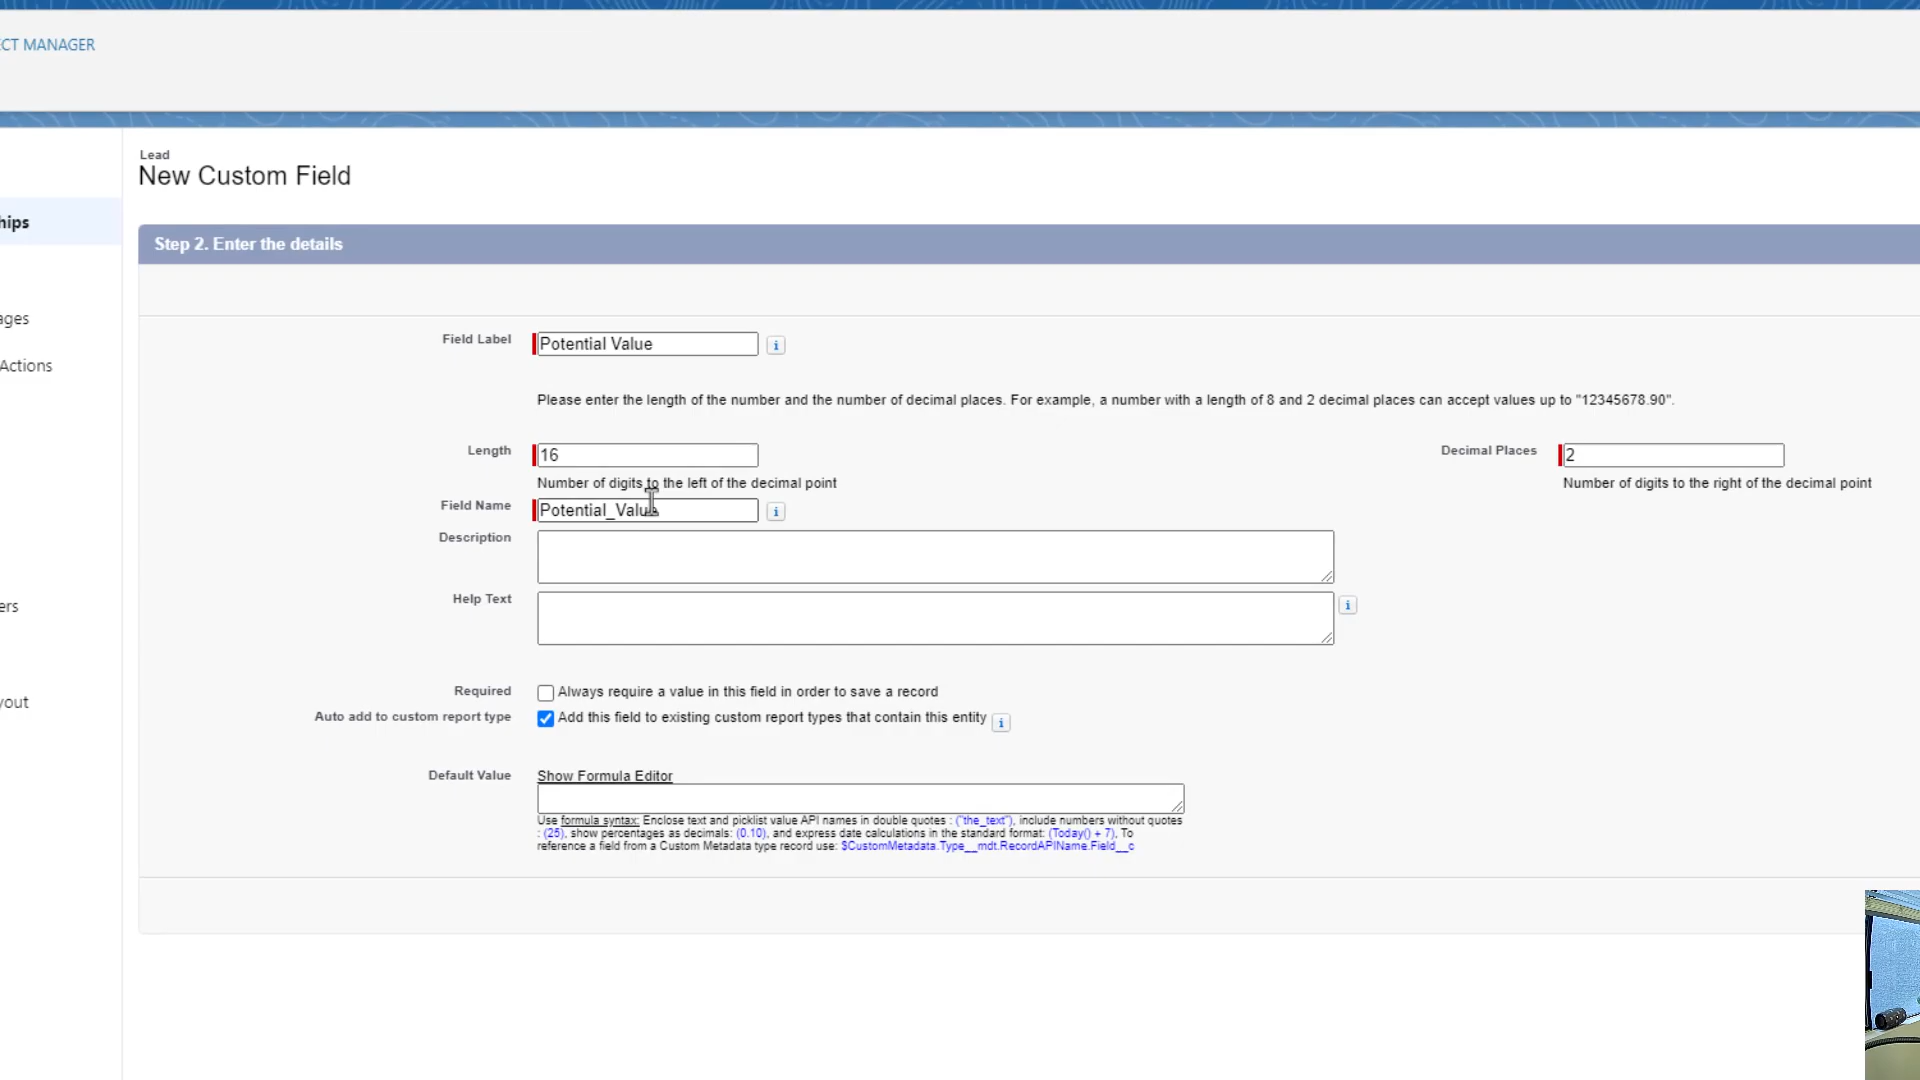 CT MANAGER
Lead
New Custom Field
hips
Step 2. Enter the details
ages
Field Label
Potential Value
i
Actions
Please enter the length of the number and the number of decimal places. For example, a number with a length of 8 and 2 decimal places can accept values up to "12345678.90".
Length
16
Decimal Places
2
Number of digits to the left of the decimal point
Number of digits to the right of the decimal point
Field Name
Potential_Value
i
Description
Help Text
i
ers
Required
Always require a value in this field in order to save a record
yout
Auto add to custom report type
Add this field to existing custom report types that contain this entity
i
Default Value
Show Formula Editor
Use formula syntax: Enclose text and picklist value API names in double quotes : ("the_text"), include numbers without quotes
: (25), show percentages as decimals: (0.10), and express date calculations in the standard format: (Today() + 7), To
reference a field from a Custom Metadata type record use: $CustomMetadata.Type__mdt.RecordAPIName.Field__c